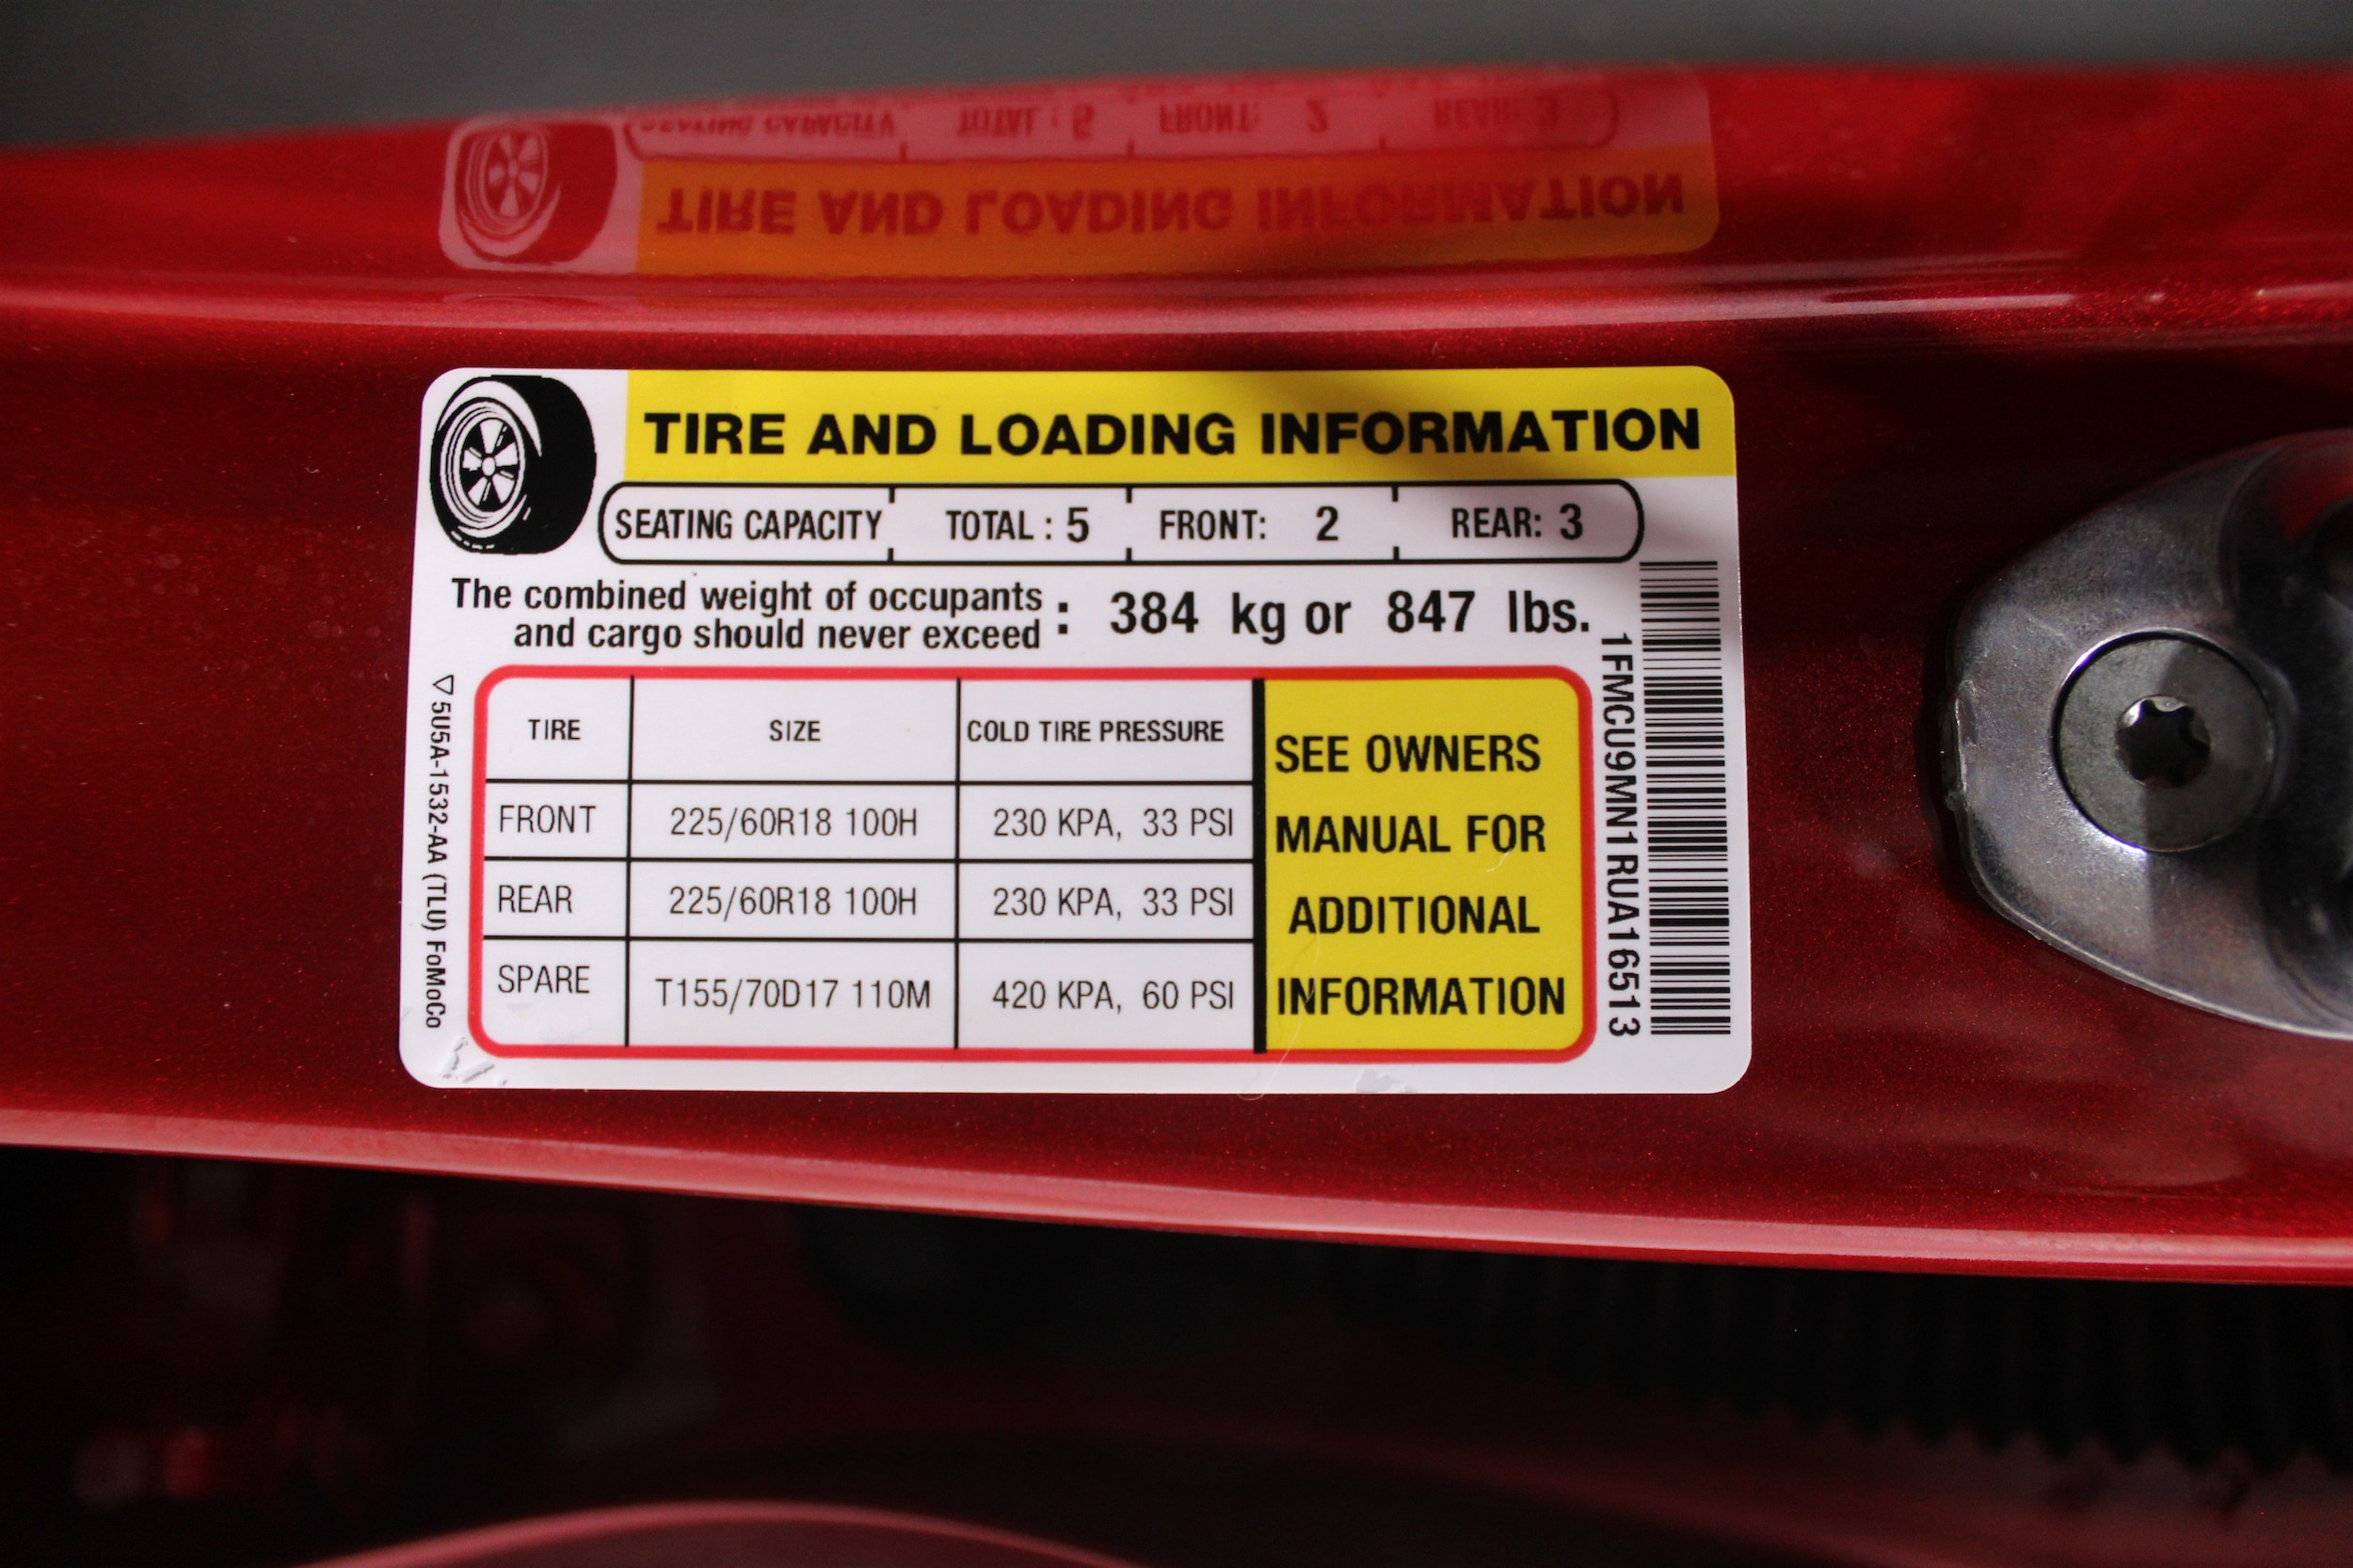 TIRE AND LOADING INFORMATION
SEATING CAPACITY TOTAL : 5 FRONT: 2 REAR: 3
TIRE AND LOADING INFORMATION
SEATING CAPACITY TOTAL : 5 FRONT: 2 REAR: 3
The combined weight of occupants
and cargo should never exceed : 384 kg or 847 lbs.
TIRE SIZE COLD TIRE PRESSURE
FRONT 225/60R18 100H 230 KPA, 33 PSI
REAR 225/60R18 100H 230 KPA, 33 PSI
SPARE T155/70D17 110M 420 KPA, 60 PSI
SEE OWNERS
MANUAL FOR
ADDITIONAL
INFORMATION
5U5A-1532-AA (TLU) FoMoCo
1FMCU9MN1RUA16513